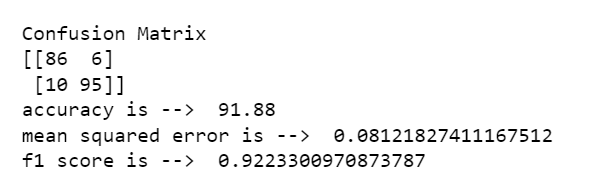 Confusion Matrix
[[86  6]
 [10 95]]
accuracy is -->  91.88
mean squared error is -->  0.08121827411167512
f1 score is -->  0.9223300970873787